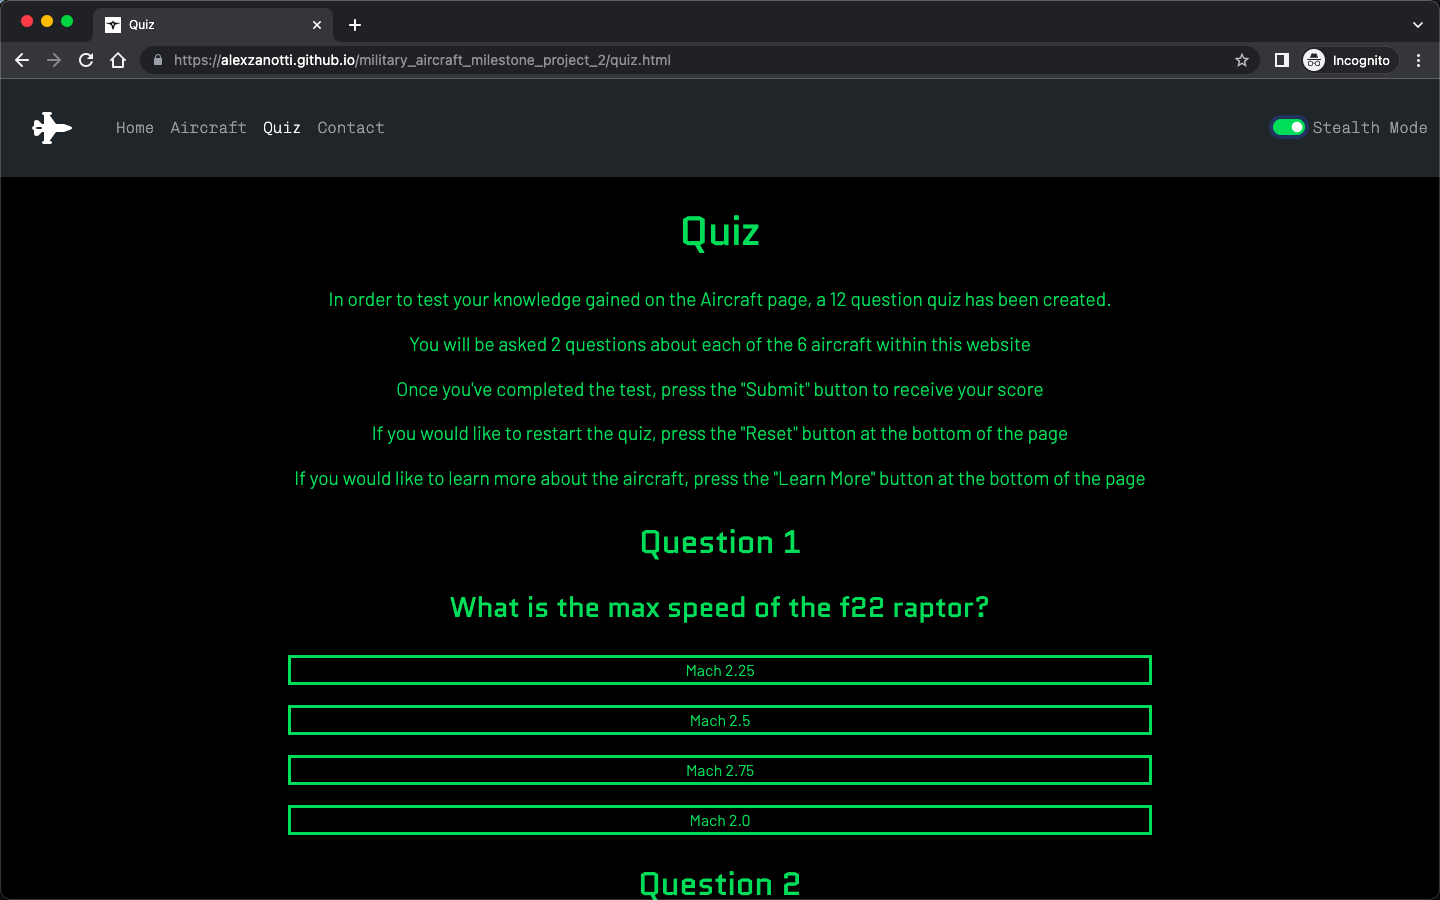 Quiz
https://alexzanotti.github.io/military_aircraft_milestone_project_2/quiz.html
Incognito
Home Aircraft Quiz Contact
Stealth Mode
Quiz
In order to test your knowledge gained on the Aircraft page, a 12 question quiz has been created.
You will be asked 2 questions about each of the 6 aircraft within this website
Once you've completed the test, press the "Submit" button to receive your score
If you would like to restart the quiz, press the "Reset" button at the bottom of the page
If you would like to learn more about the aircraft, press the "Learn More" button at the bottom of the page
Question 1
What is the max speed of the f22 raptor?
Mach 2.25
Mach 2.5
Mach 2.75
Mach 2.0
Question 2